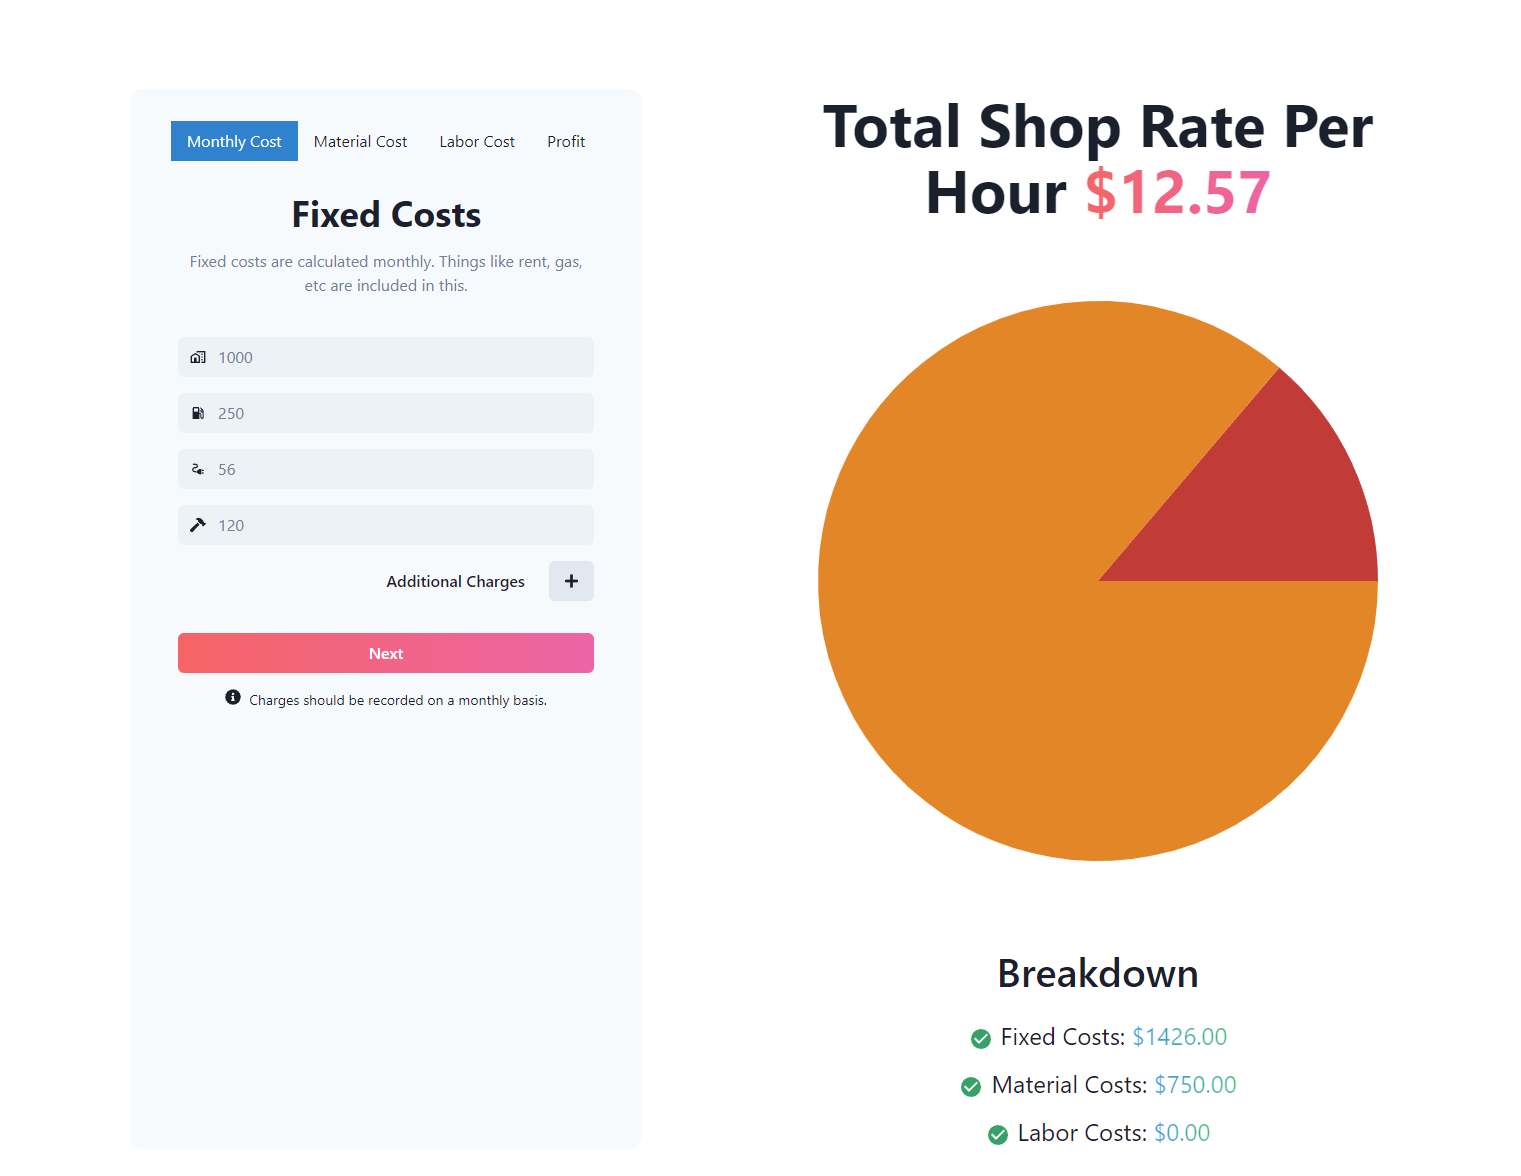 Monthly Cost
Material Cost
Labor Cost
Profit
Fixed Costs
Fixed costs are calculated monthly. Things like rent, gas,
etc are included in this.
1000
250
56
120
Additional Charges
Next
Charges should be recorded on a monthly basis.
Total Shop Rate Per
Hour $12.57
Breakdown
Fixed Costs: $1426.00
Material Costs: $750.00
Labor Costs: $0.00